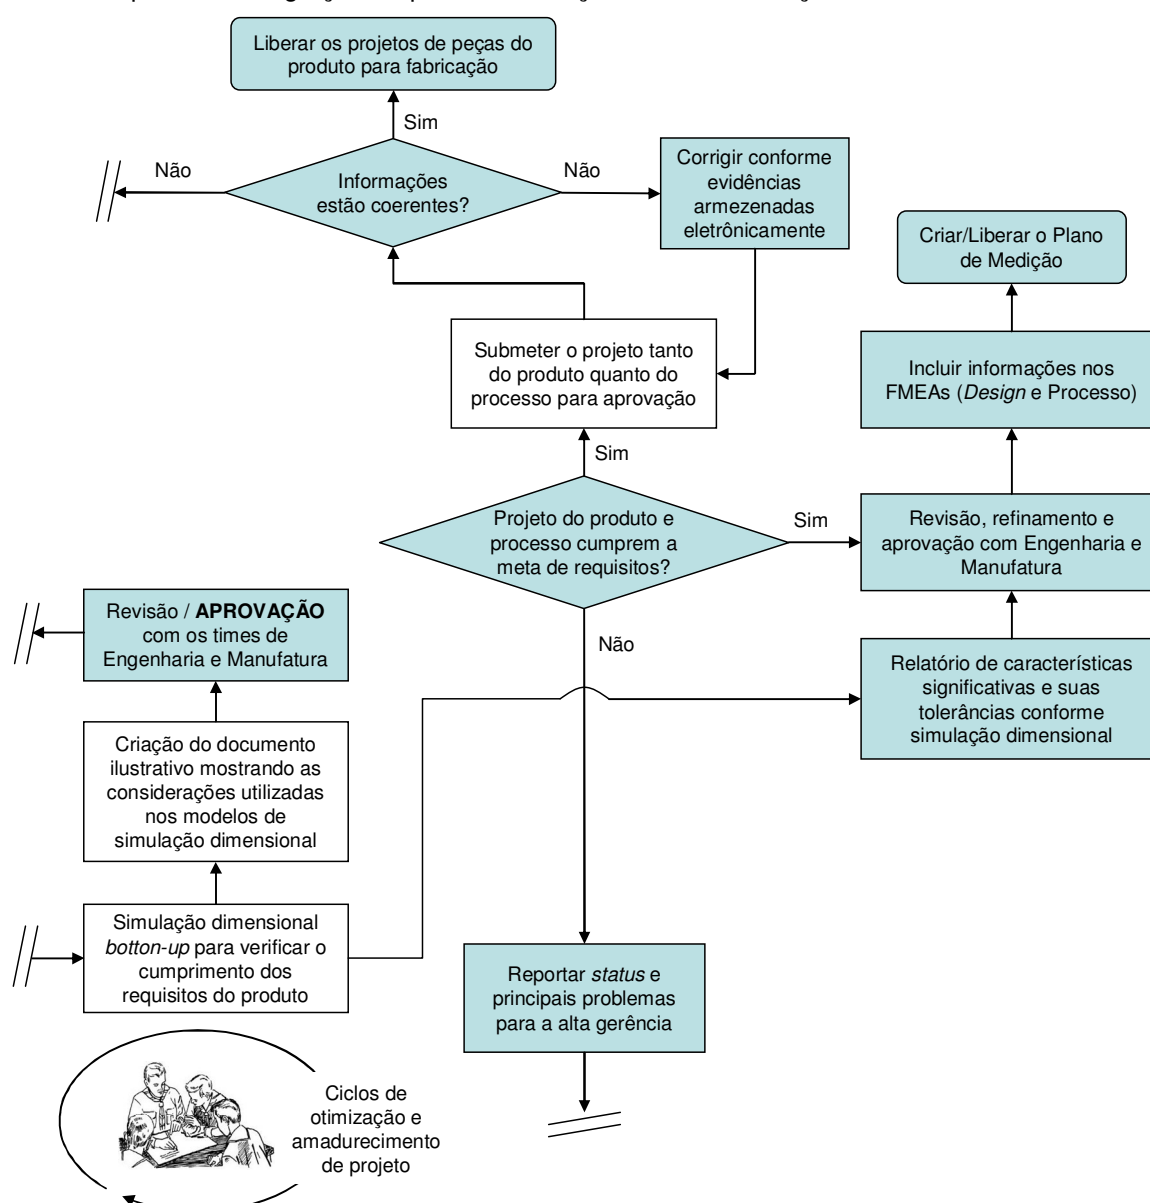 Liberar os projetos de peças do
produto para fabricação
Sim
Não
Não
Informações
estão coerentes?
Corrigir conforme
evidências
armezenadas
eletrônicamente
Criar/Liberar o Plano
de Medição
Submeter o projeto tanto
do produto quanto do
processo para aprovação
Incluir informações nos
FMEAs (Design e Processo)
Sim
Projeto do produto e
processo cumprem a
meta de requisitos?
Sim
Revisão, refinamento e
aprovação com Engenharia e
Manufatura
Revisão / APROVAÇÃO
com os times de
Engenharia e Manufatura
Não
Relatório de características
significativas e suas
tolerâncias conforme
simulação dimensional
Criação do documento
ilustrativo mostrando as
considerações utilizadas
nos modelos de
simulação dimensional
Simulação dimensional
botton-up para verificar o
cumprimento dos
requisitos do produto
Reportar status e
principais problemas
para a alta gerência
Ciclos de
otimização e
amadurecimento
de projeto